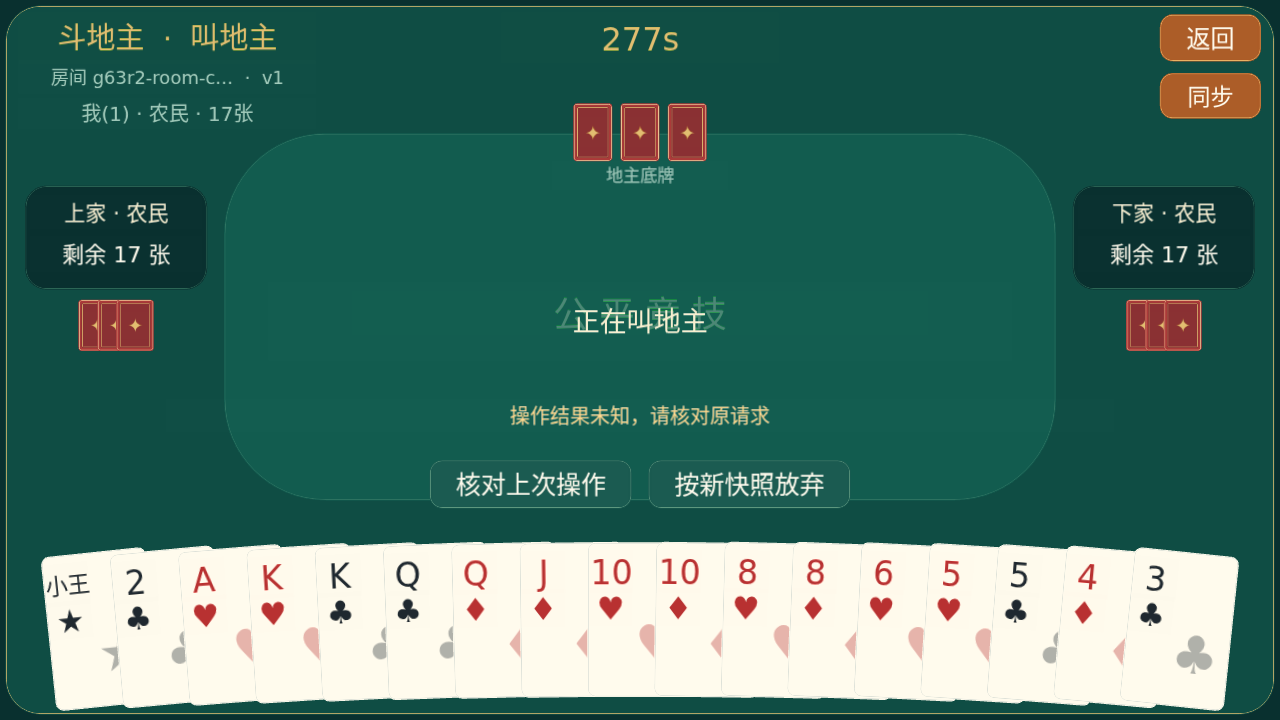 斗地主 · 叫地主
277s
返回
房间 g63r2-room-c... · v1
同步
我(1) · 农民 · 17张
地主底牌
上家 · 农民
剩余 17 张
下家 · 农民
剩余 17 张
公平竞技
正在叫地主
操作结果未知，请核对原请求
核对上次操作
按新快照放弃
小王 2 A K K Q Q J 10 10 8 8 6 5 5 4 3